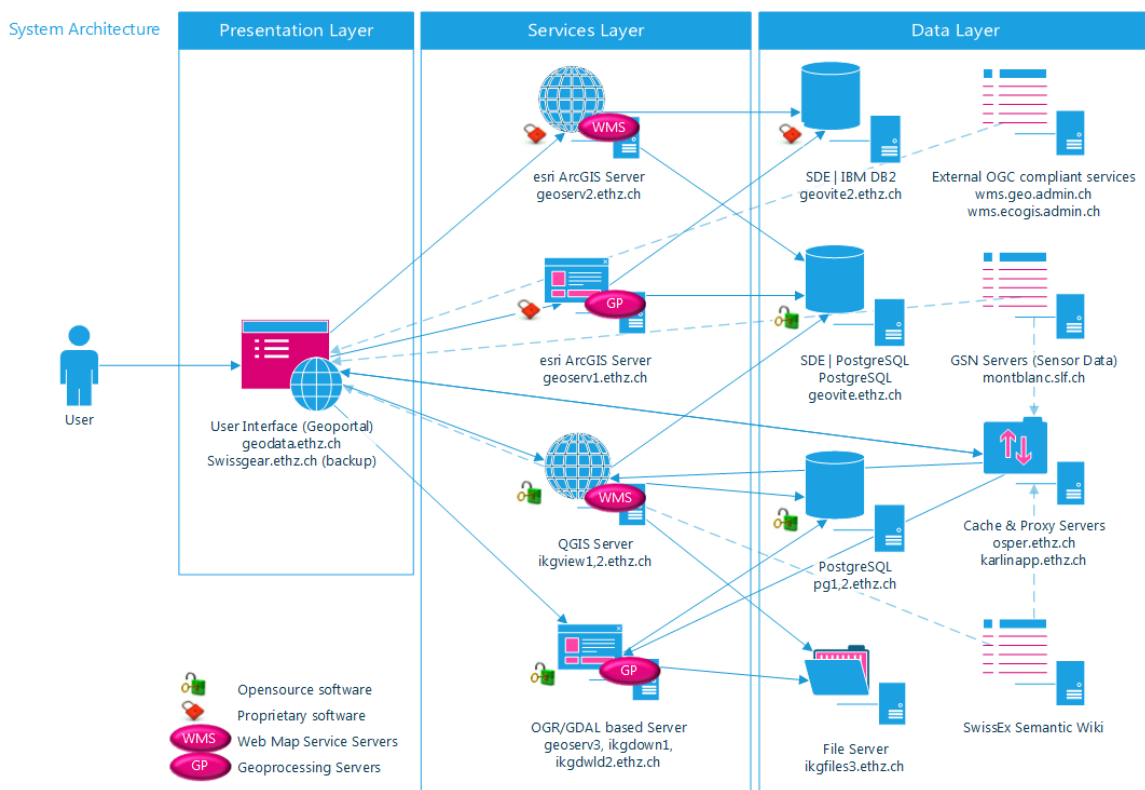 System Architecture
Presentation Layer
Services Layer
Data Layer
WMS
esri ArcGIS Server
geoserv2.ethz.ch
SDE | IBM DB2
geovite2.ethz.ch
External OGC compliant services
wms.geo.admin.ch
wms.ecogis.admin.ch
GP
esri ArcGIS Server
geoserv1.ethz.ch
SDE | PostgreSQL
PostgreSQL
geovite.ethz.ch
GSN Servers (Sensor Data)
montblanc.slf.ch
User
User Interface (Geoportal)
geodata.ethz.ch
Swissgear.ethz.ch (backup)
WMS
QGIS Server
ikgview1,2.ethz.ch
PostgreSQL
pg1,2.ethz.ch
Cache & Proxy Servers
osper.ethz.ch
karlinapp.ethz.ch
GP
OGR/GDAL based Server
geoserv3, ikgdown1,
ikgdwld2.ethz.ch
File Server
ikgfiles3.ethz.ch
SwissEx Semantic Wiki
Opensource software
Proprietary software
WMS Web Map Service Servers
GP Geoprocessing Servers